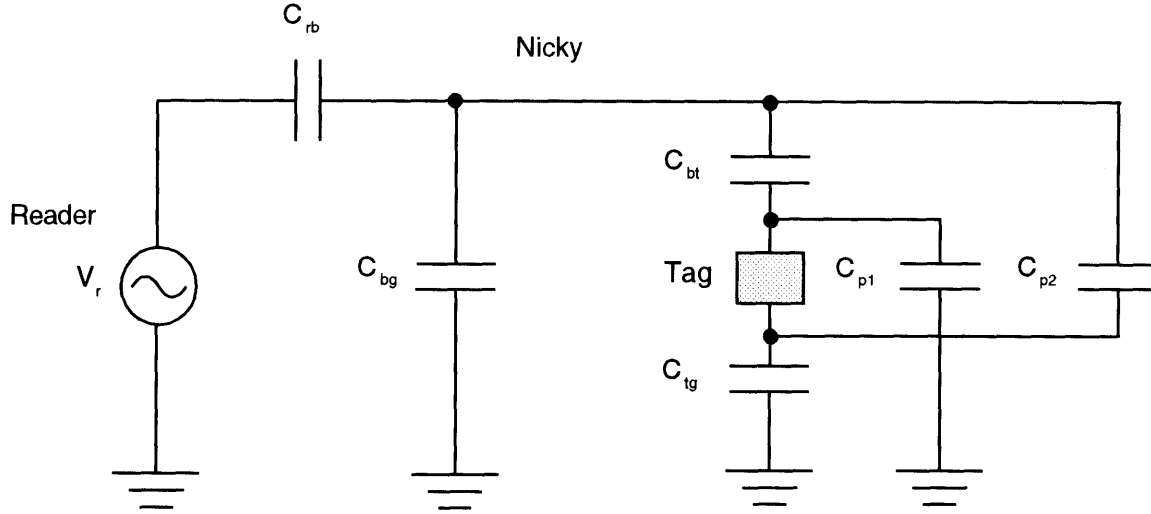 C_rb
Nicky
C_bt
Reader
V_r
C_bg
Tag
C_p1
C_p2
C_tg